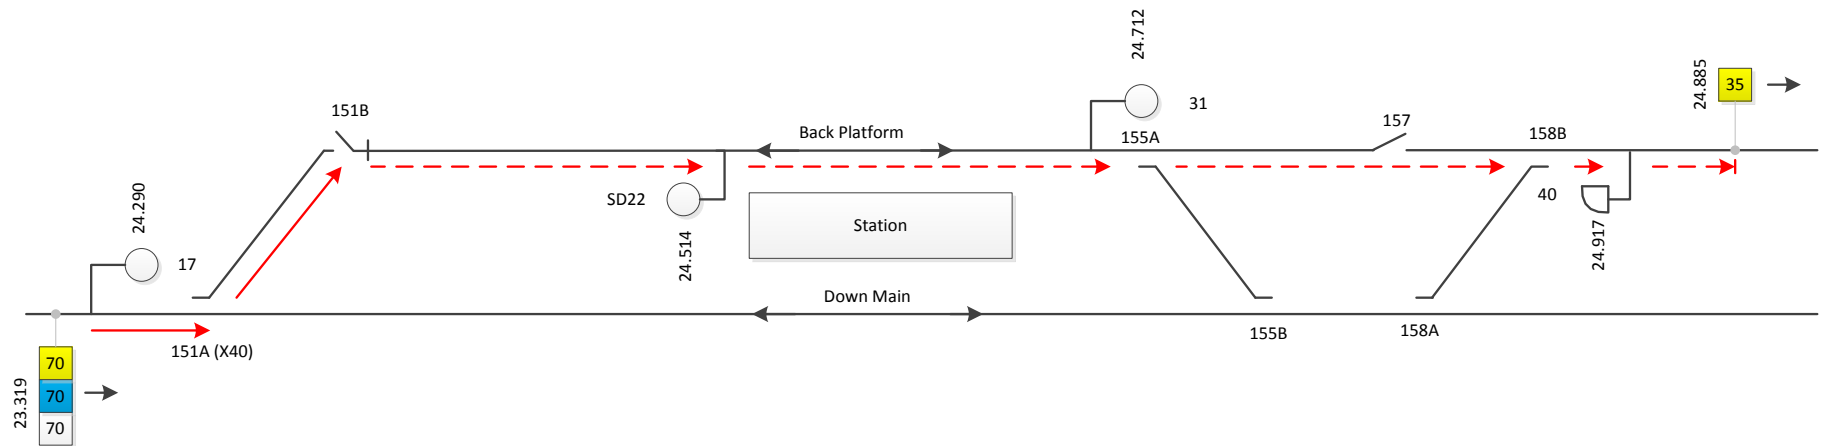 24.712
24.885
35
151B
31
157
158B
Back Platform
155A
24.290
SD22
40
Station
24.514
24.917
17
Down Main
155B
158A
151A (X40)
23.319
70
70
70